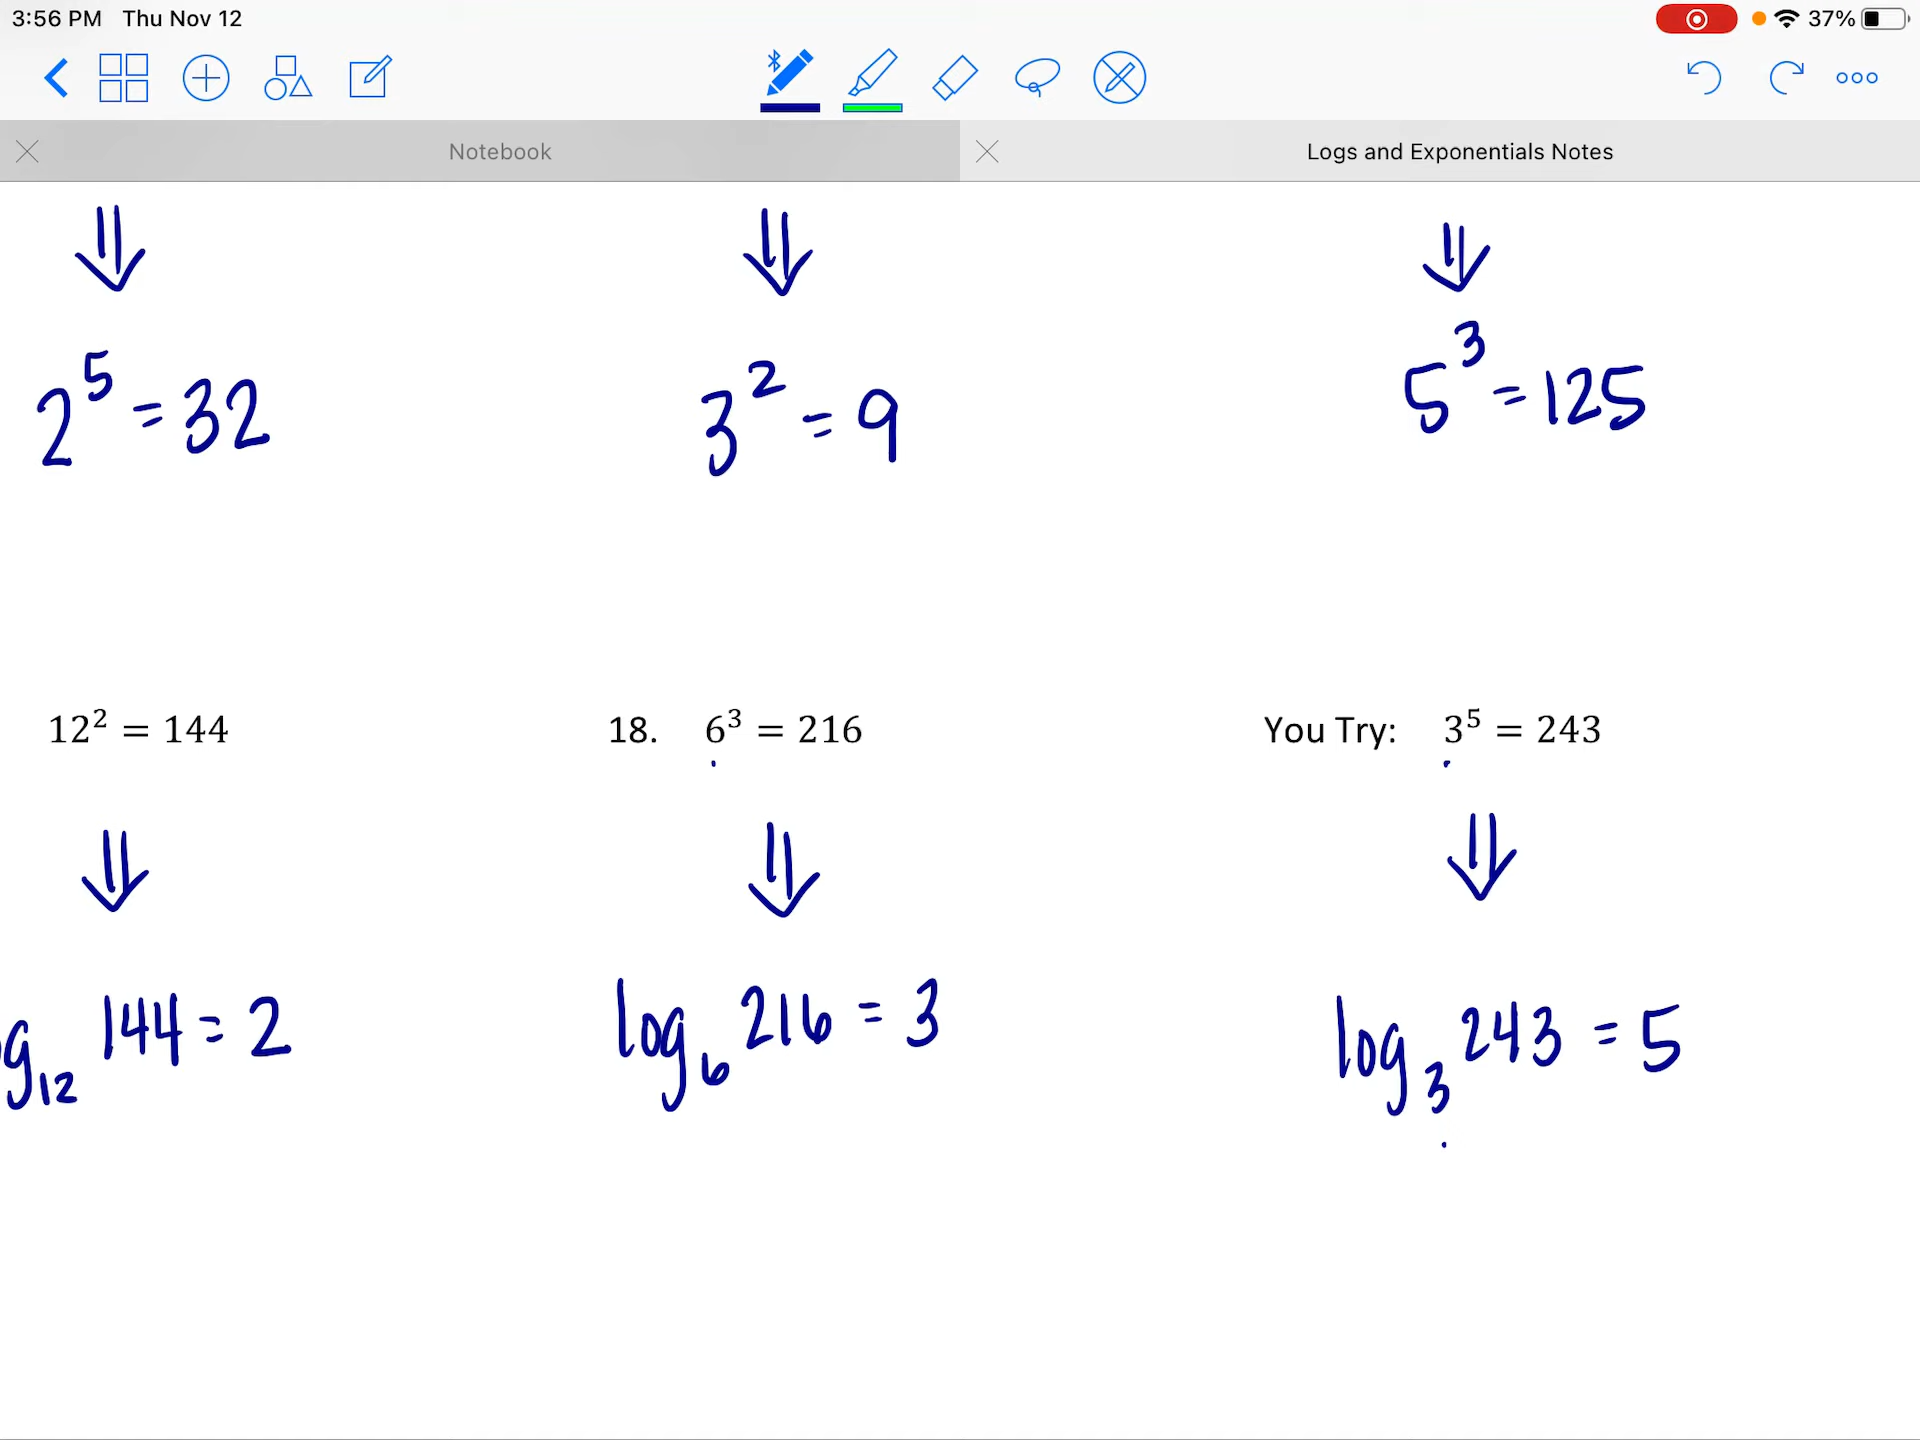 3:56 PM Thu Nov 12 37%
Notebook Logs and Exponentials Notes
2⁵ = 32 3² = 9 5³ = 125
12² = 144 18. 6³ = 216 You Try: 3⁵ = 243
g₁₂ 144 = 2 log₆ 216 = 3 log₃ 243 = 5